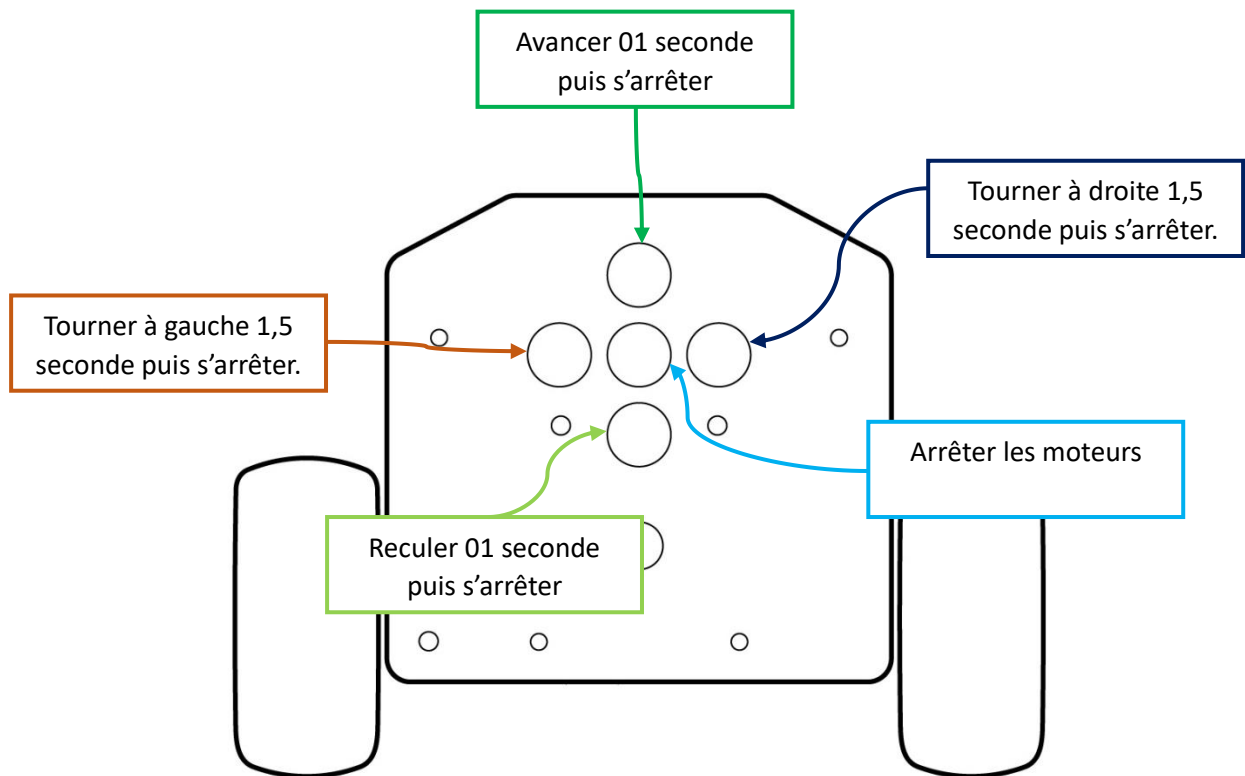 Avancer 01 seconde
puis s’arrêter
Tourner à droite 1,5
seconde puis s’arrêter.
Tourner à gauche 1,5
seconde puis s’arrêter.
Arrêter les moteurs
Reculer 01 seconde
puis s’arrêter